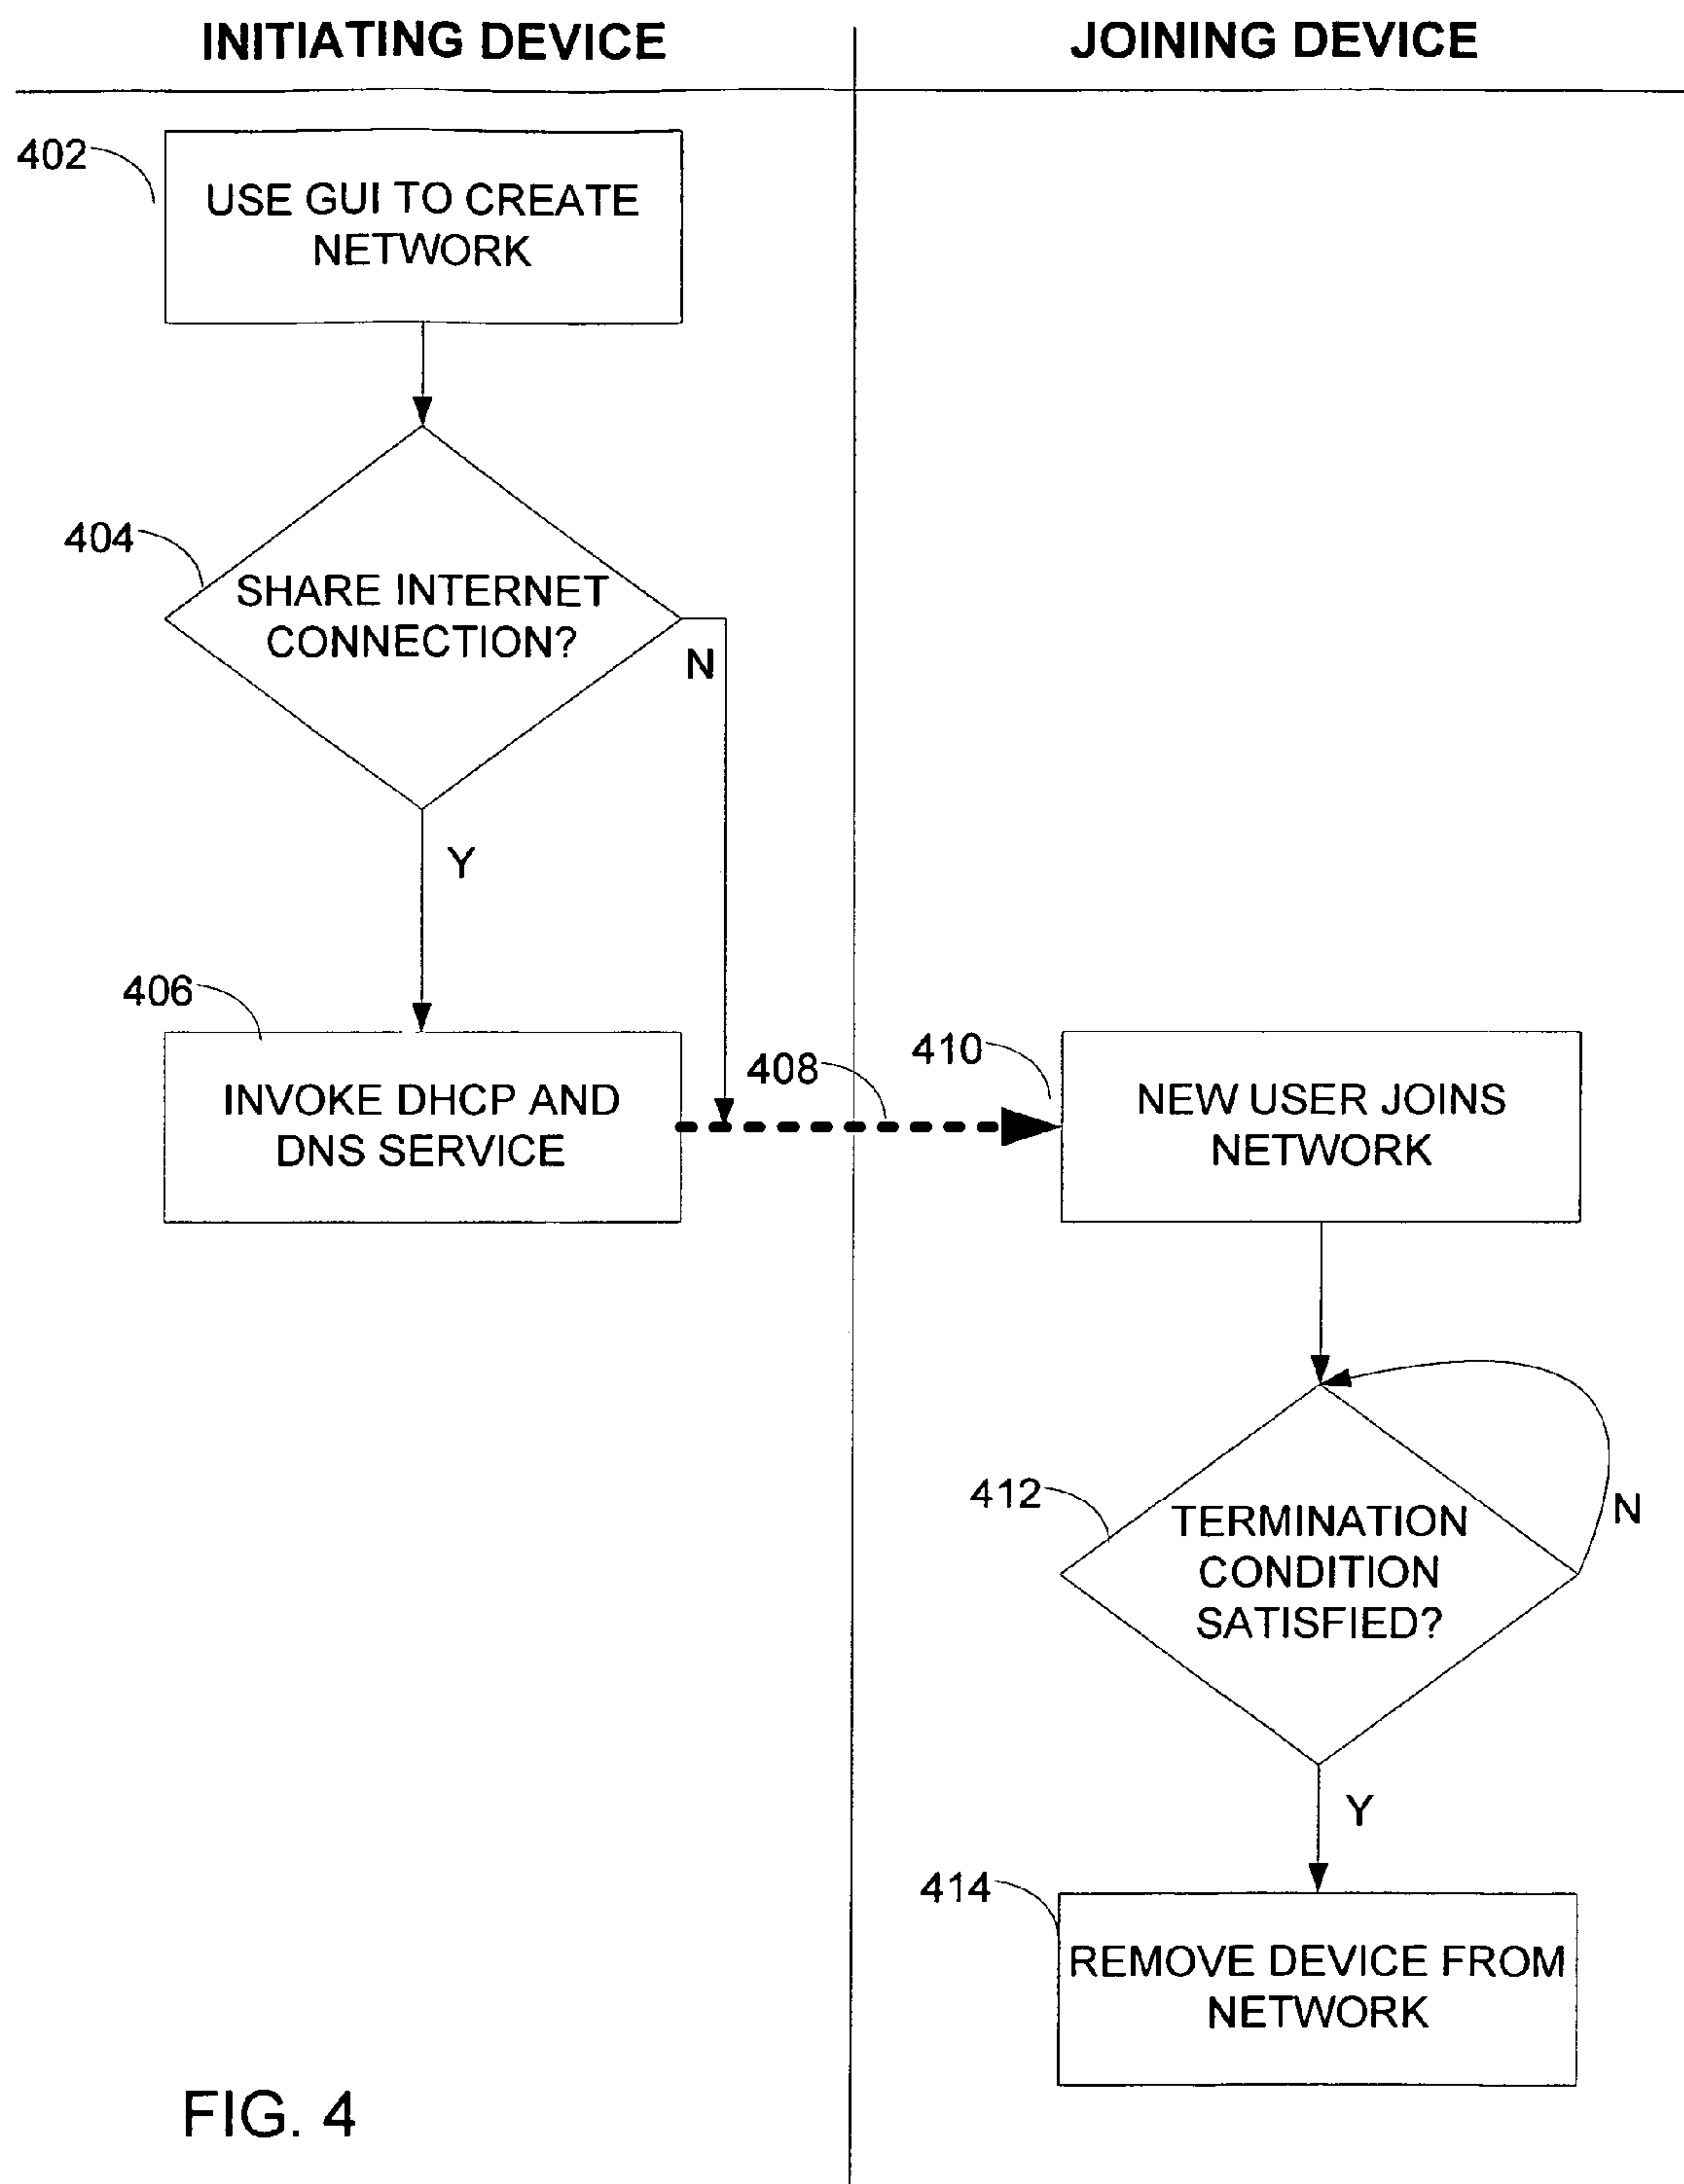 INITIATING DEVICE
JOINING DEVICE
402
USE GUI TO CREATE
NETWORK
404
SHARE INTERNET
CONNECTION?
N
Y
406
INVOKE DHCP AND
DNS SERVICE
408
410
NEW USER JOINS
NETWORK
412
TERMINATION
CONDITION
SATISFIED?
N
Y
414
REMOVE DEVICE FROM
NETWORK
FIG. 4